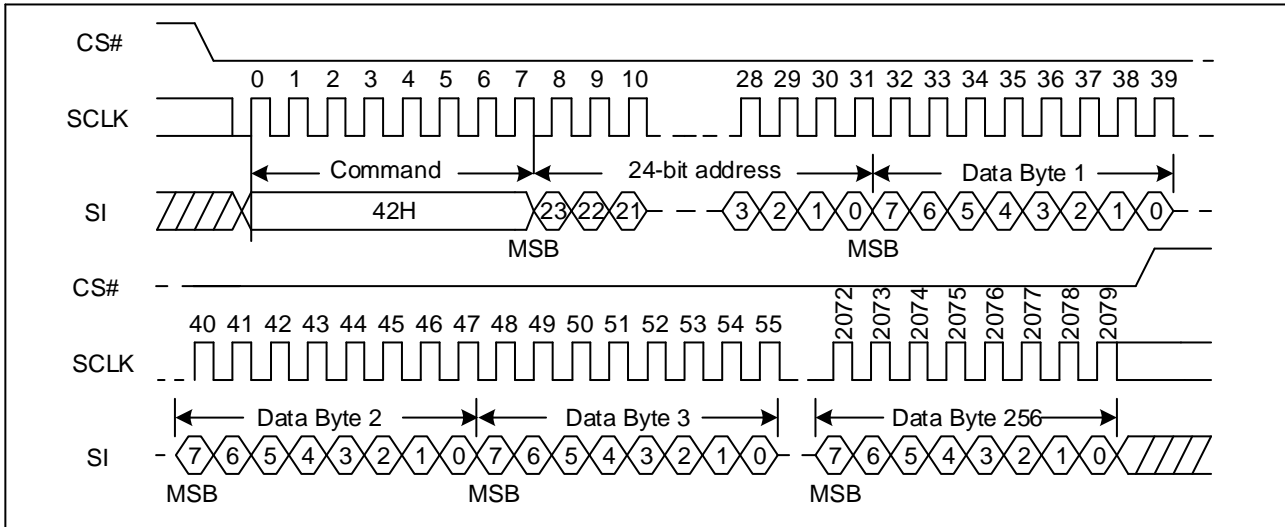 CS#
0 1 2 3 4 5 6 7 8 9 10 28 29 30 31 32 33 34 35 36 37 38 39
SCLK
Command 24-bit address Data Byte 1
SI 42H 23 22 21 3 2 1 0 7 6 5 4 3 2 1 0
MSB MSB
CS#
2072 2073 2074 2075 2076 2077 2078 2079
40 41 42 43 44 45 46 47 48 49 50 51 52 53 54 55
SCLK
Data Byte 2 Data Byte 3 Data Byte 256
SI 7 6 5 4 3 2 1 0 7 6 5 4 3 2 1 0 7 6 5 4 3 2 1 0
MSB MSB MSB